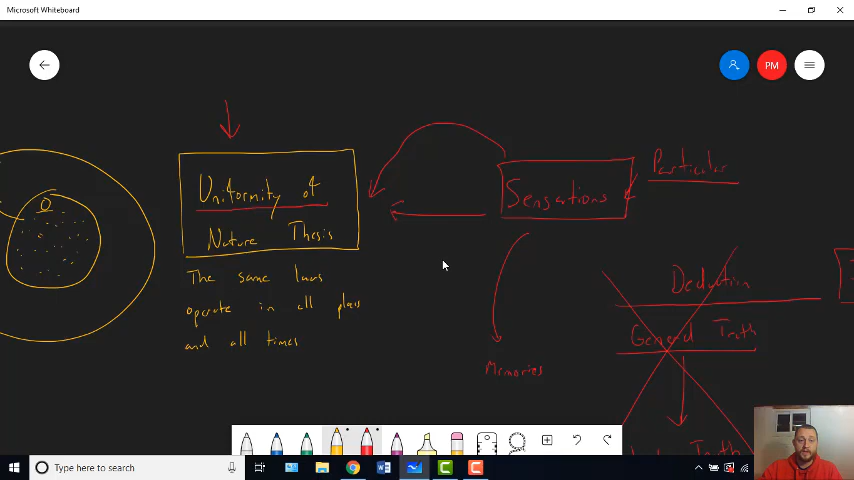 Microsoft Whiteboard
PM
Uniformity of
Nature Thesis
The same laws
operate in all places
and all times
O
Sensations
Particular
Memories
Deduction
General Truth
Truth
Type here to search